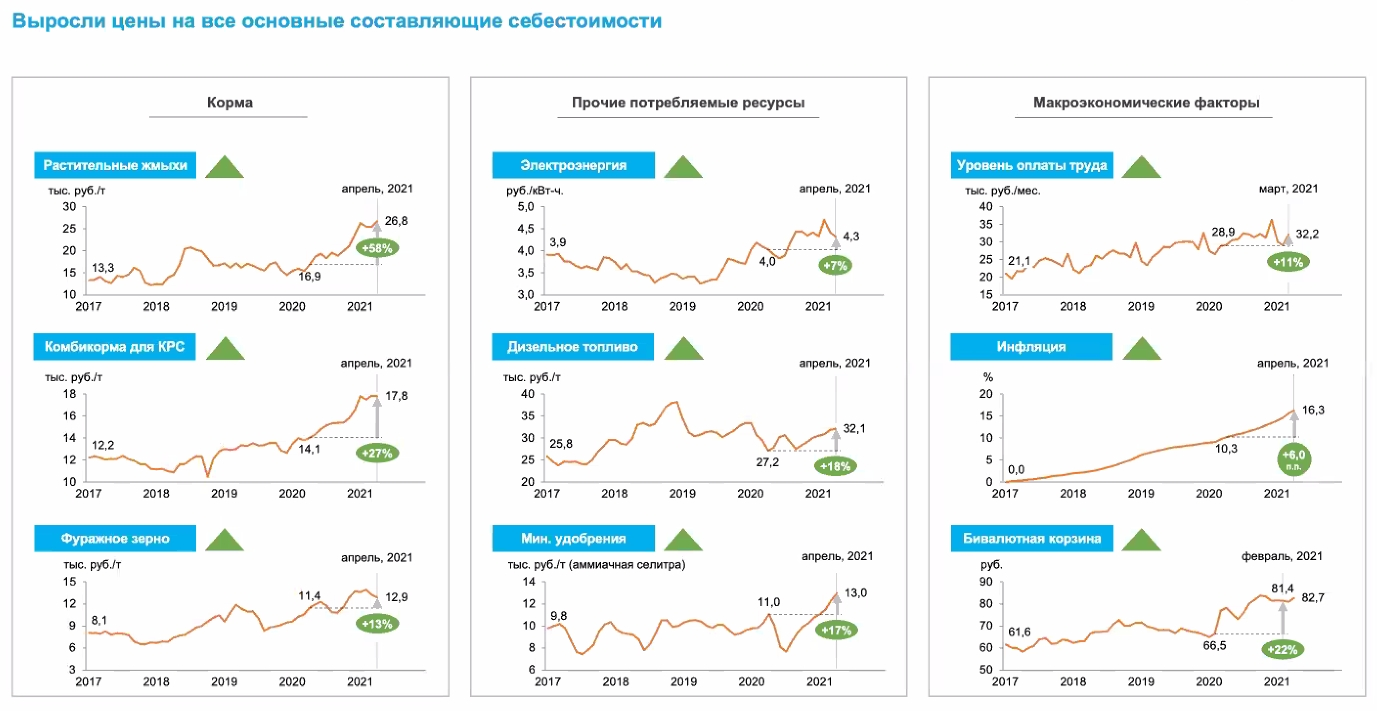 Выросли цены на все основные составляющие себестоимости
Корма
Растительные жмыхи
тыс. руб./т
апрель, 2021
30
25
20
15
10
13,3
16,9
26,8
+58%
2017 2018 2019 2020 2021
Комбикорма для КРС
тыс. руб./т
апрель, 2021
18
16
14
12
10
12,2
14,1
17,8
+27%
2017 2018 2019 2020 2021
Фуражное зерно
тыс. руб./т
апрель, 2021
15
12
9
6
3
8,1
11,4
12,9
+13%
2017 2018 2019 2020 2021
Прочие потребляемые ресурсы
Электроэнергия
руб./кВт-ч.
апрель, 2021
5,0
4,5
4,0
3,5
3,0
3,9
4,0
4,3
+7%
2017 2018 2019 2020 2021
Дизельное топливо
тыс. руб./т
апрель, 2021
40
35
30
25
20
25,8
27,2
32,1
+18%
2017 2018 2019 2020 2021
Мин. удобрения
тыс. руб./т (аммиачная селитра)
апрель, 2021
14
12
10
8
6
9,8
11,0
13,0
+17%
2017 2018 2019 2020 2021
Макроэкономические факторы
Уровень оплаты труда
тыс. руб./мес.
март, 2021
40
35
30
25
20
15
21,1
28,9
32,2
+11%
2017 2018 2019 2020 2021
Инфляция
%
апрель, 2021
20
15
10
5
0
0,0
10,3
16,3
+6,0
п.п.
2017 2018 2019 2020 2021
Бивалютная корзина
руб.
февраль, 2021
90
80
70
60
50
61,6
66,5
81,4
82,7
+22%
2017 2018 2019 2020 2021